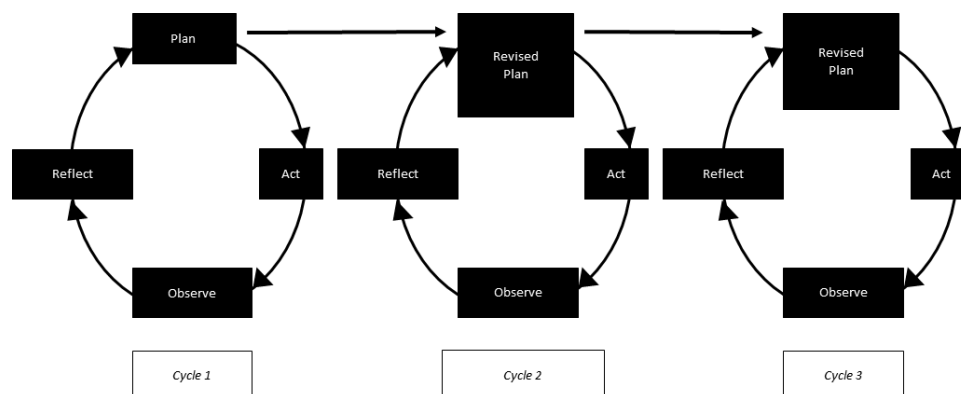 Plan
Revised
Plan
Revised
Plan
Reflect
Act
Reflect
Act
Reflect
Act
Observe
Observe
Observe
Cycle 1
Cycle 2
Cycle 3